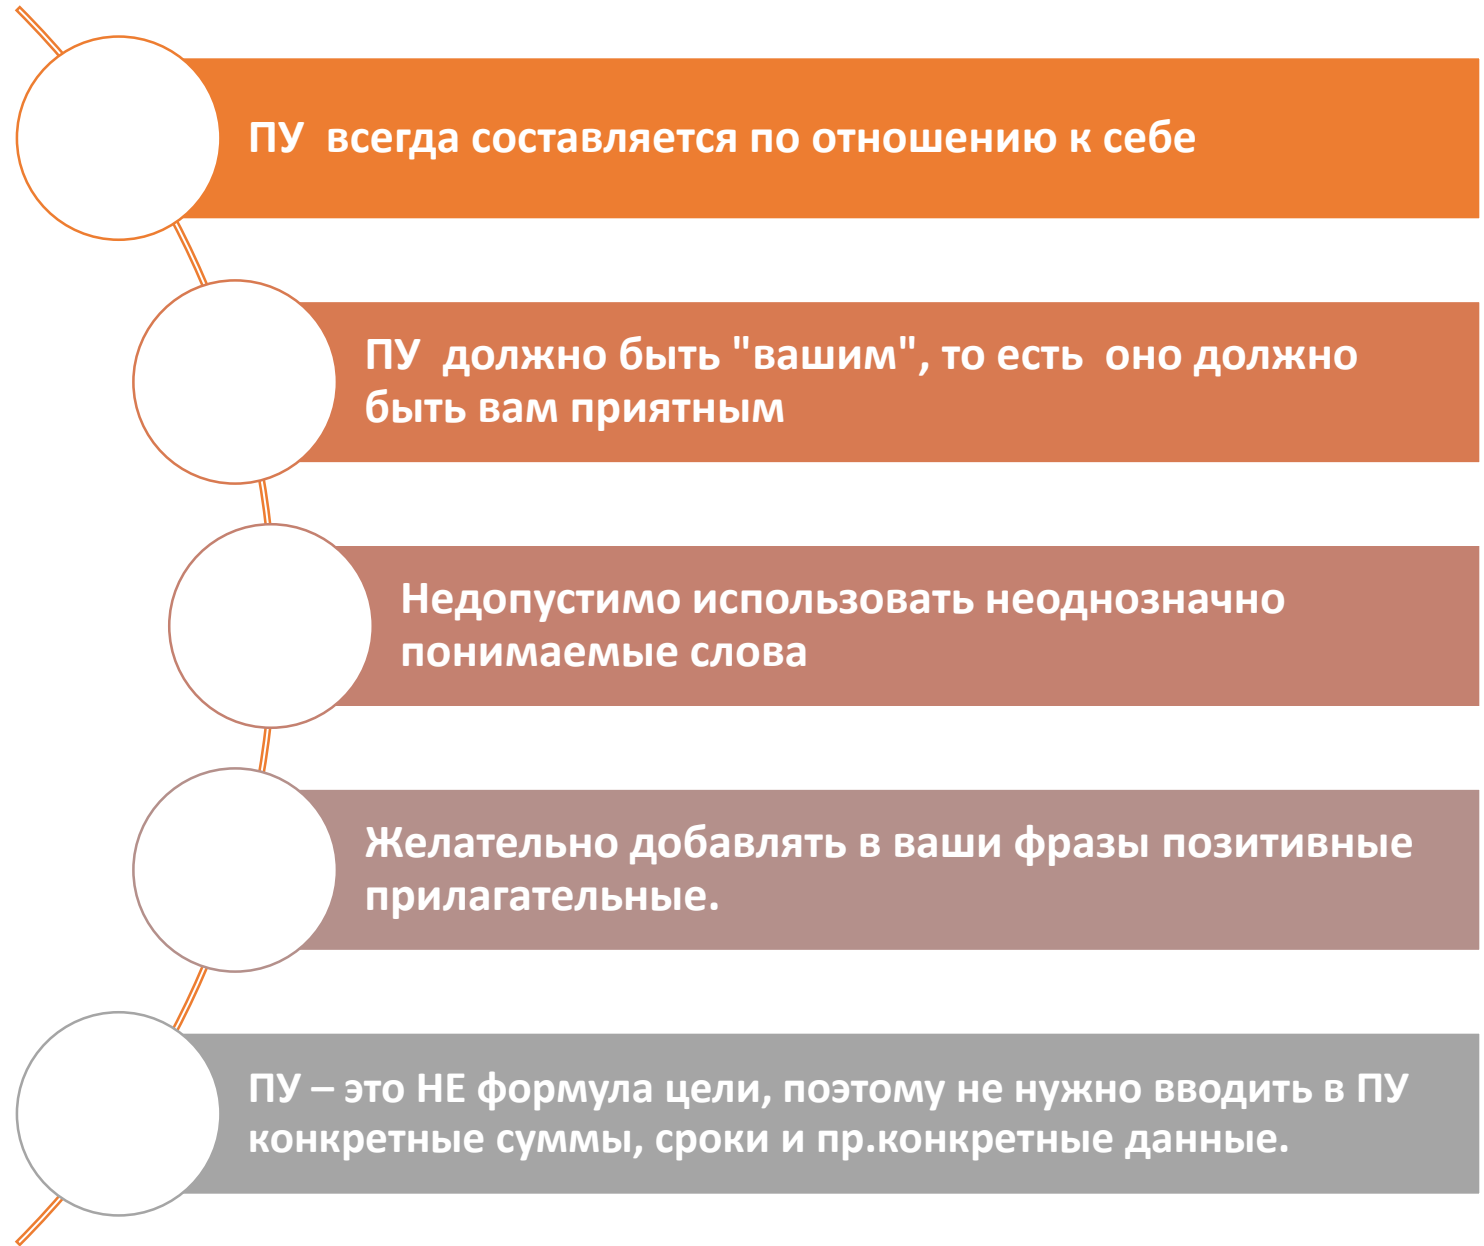 ПУ  всегда составляется по отношению к себе
ПУ  должно быть "вашим", то есть  оно должно
быть вам приятным
Недопустимо использовать неоднозначно
понимаемые слова
Желательно добавлять в ваши фразы позитивные
прилагательные.
ПУ – это НЕ формула цели, поэтому не нужно вводить в ПУ
конкретные суммы, сроки и пр.конкретные данные.